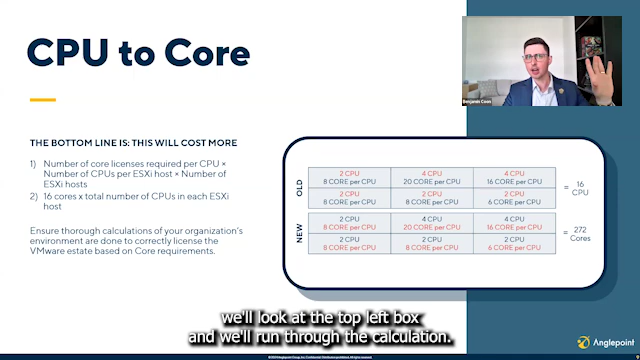 CPU to Core
Benjamin Coon
THE BOTTOM LINE IS: THIS WILL COST MORE
1) Number of core licenses required per CPU ×
Number of CPUs per ESXi host × Number of
ESXi hosts
2) 16 cores x total number of CPUs in each ESXi
host
Ensure thorough calculations of your organization's
environment are done to correctly license the
VMware estate based on Core requirements.
OLD
2 CPU 4 CPU 4 CPU
8 CORE per CPU 20 CORE per CPU 16 CORE per CPU
2 CPU 2 CPU 2 CPU
8 CORE per CPU 8 CORE per CPU 6 CORE per CPU
= 16
CPU
NEW
2 CPU 4 CPU 4 CPU
8 CORE per CPU 20 CORE per CPU 16 CORE per CPU
2 CPU 2 CPU 2 CPU
8 CORE per CPU 8 CORE per CPU 6 CORE per CPU
= 272
Cores
we'll look at the top left box
and we'll run through the calculation.
Anglepoint